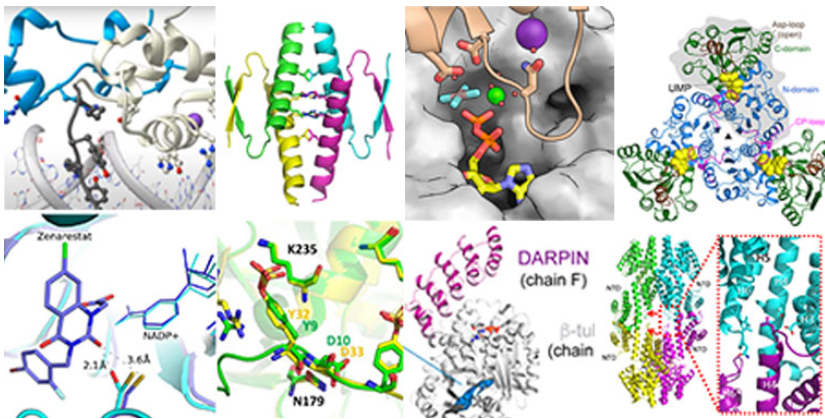 Asp-loop
(open)
C-domain
UMP
N-domain
CP-loop
Zenarestat
NADP+
2.1Å
3.6Å
K235
Y32
Y9
D10
D33
N179
DARPIN
(chain F)
β-tul
(chain
NTD
NTD
NTD
NTD